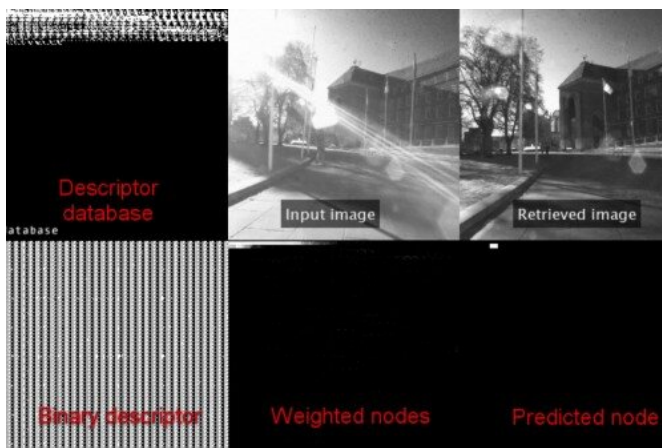 Descriptor
database
atabase
Input image
Retrieved image
Binary descriptor
Weighted nodes
Predicted node